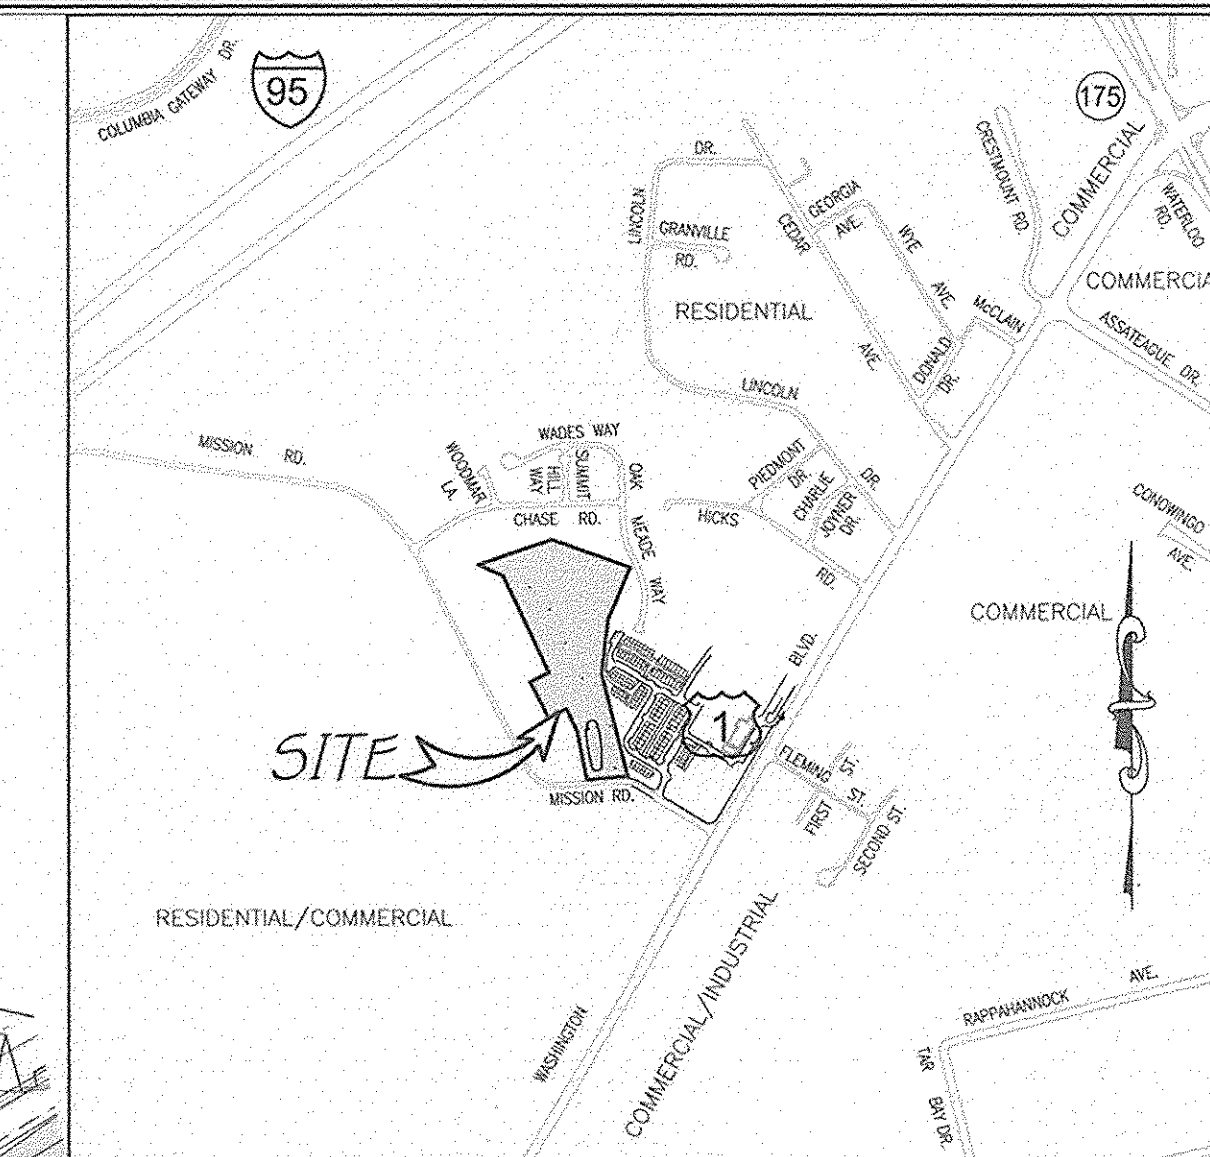 COLUMBIA GATEWAY DR.
95
175
CRESTMOUNT RD.
COMMERCIAL
WATERLOO
RD.
COMMERCIA
DR.
LINCOLN
GRANVILLE
RD.
RESIDENTIAL
GEORGIA
AVE.
CEDAR
AVE.
WYE
AVE.
McCLAIN
DONALD
DR.
ASSATEAGUE DR.
LINCOLN
DR.
MISSION RD.
WOODMAR
LA.
WADES WAY
HILL
WAY
SUMMIT
OAK
MEADE
WAY
CHASE RD.
PIEDMONT
DR.
CHARLIE
JOYNER
DR.
HICKS
RD.
CONOWINGO
AVE.
COMMERCIAL
BLVD.
1
SITE
MISSION RD.
FLEMING
ST.
ST.
FIRST
SECOND ST.
RESIDENTIAL/COMMERCIAL
COMMERCIAL/INDUSTRIAL
WASHINGTON
RAPPAHANNOCK AVE.
TAR
BAY DR.